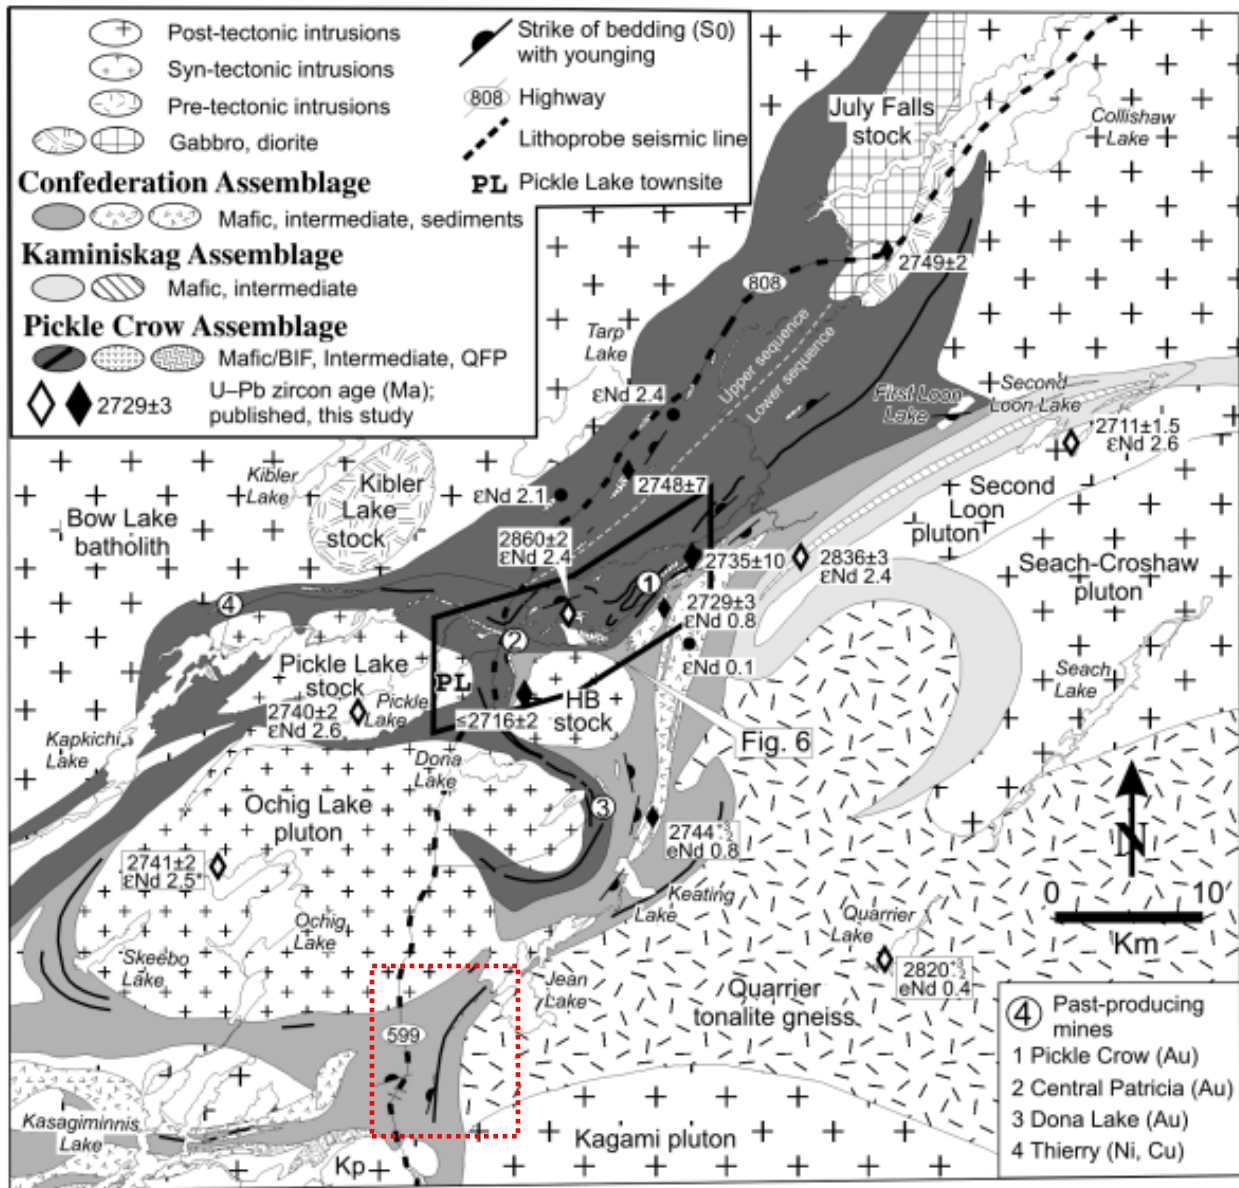 Post-tectonic intrusions
Syn-tectonic intrusions
Pre-tectonic intrusions
Gabbro, diorite
Confederation Assemblage
Mafic, intermediate, sediments
Kaminiskag Assemblage
Mafic, intermediate
Pickle Crow Assemblage
Mafic/BIF, Intermediate, QFP
2729±3
U–Pb zircon age (Ma);
published, this study
Strike of bedding (S0)
with younging
808
Highway
Lithoprobe seismic line
PL
Pickle Lake townsite
July Falls
stock
Collishaw
Lake
2749±2
808
Tarp
Lake
Upper sequence
Lower sequence
εNd 2.4
First Loon
Lake
Second
Loon Lake
2711±1.5
εNd 2.6
Kibler
Lake
Kibler
Lake
stock
εNd 2.1
2748±7
Second
Loon
pluton
Bow Lake
batholith
2860±2
εNd 2.4
2735±10
2836±3
εNd 2.4
Seach-Croshaw
pluton
4
1
2729±3
εNd 0.8
2
εNd 0.1
Pickle Lake
stock
PL
Pickle
Lake
2740±2
εNd 2.6
HB
stock
≤2716±2
Seach
Lake
Fig. 6
Kapkichi
Lake
Dona
Lake
Ochig Lake
pluton
3
2744 +3 -2
eNd 0.8
N
2741±2
εNd 2.5*
Keating
Lake
0 10
Km
Ochig
Lake
Skeebo
Lake
Quarrier
Lake
2820 +3 -2
eNd 0.4
Jean
Lake
Quarrier
tonalite gneiss
599
Kasagiminnis
Lake
Kp
Kagami pluton
4 Past-producing
mines
1 Pickle Crow (Au)
2 Central Patricia (Au)
3 Dona Lake (Au)
4 Thierry (Ni, Cu)